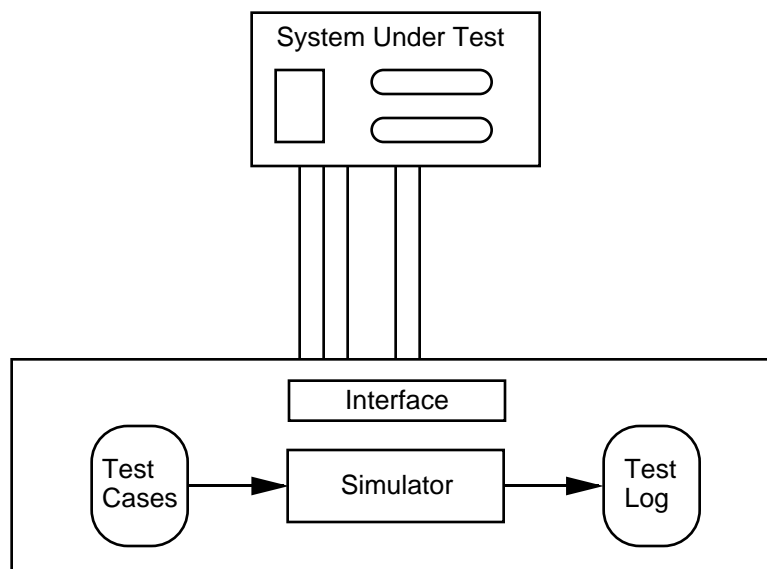 System Under Test
Interface
Test
Cases
Simulator
Test
Log